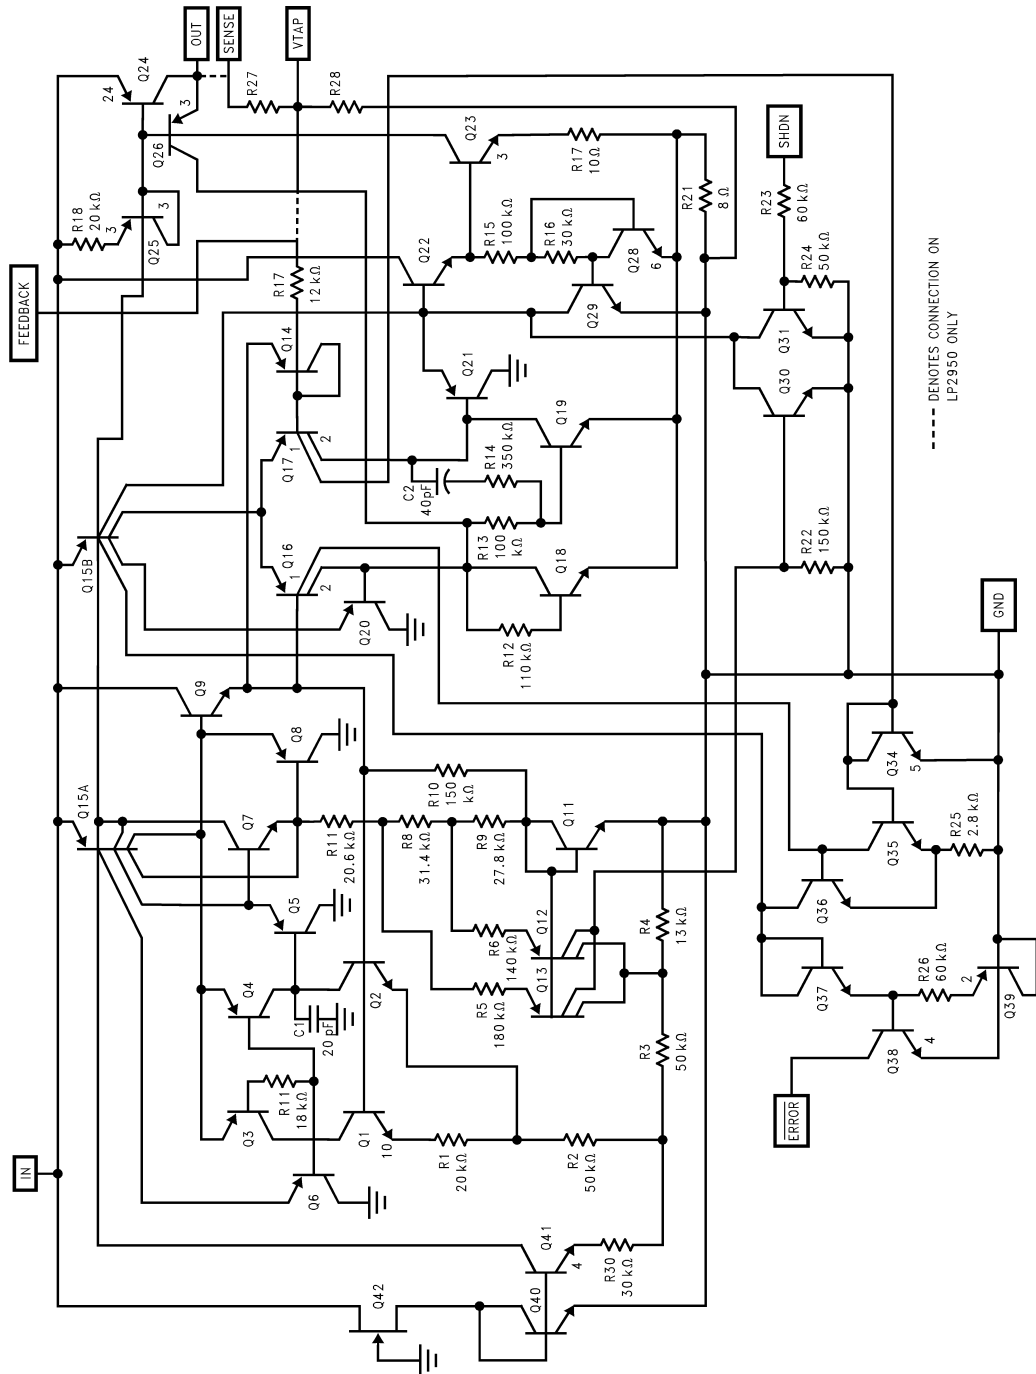 IN
FEEDBACK
OUT
SENSE
VTAP
SHDN
GND
ERROR
Q42
Q40
Q41
4
R30
30 kΩ
Q6
Q3
R11
18 kΩ
Q1
10
R1
20 kΩ
R2
50 kΩ
Q4
C1
20 pF
Q2
R3
50 kΩ
R4
13 kΩ
Q5
R5
180 kΩ
R6
140 kΩ
Q13
Q12
Q15A
Q7
Q8
R11
20.6 kΩ
R8
31.4 kΩ
R9
27.8 kΩ
R10
150
kΩ
Q11
Q9
Q15B
Q16
1
2
Q20
R12
110 kΩ
R13
100
kΩ
Q18
Q17
1
2
C2
40 pF
R14
350 kΩ
Q19
Q14
R17
12 kΩ
Q21
Q22
R15
100 kΩ
R16
30 kΩ
Q29
Q28
6
Q23
3
R17
10 Ω
R21
8 Ω
R18
20 kΩ
3
Q25
3
Q26
3
Q24
24
R27
R28
R23
60 kΩ
R24
50 kΩ
Q31
Q30
R22
150 kΩ
Q34
5
Q35
R25
2.8 kΩ
Q36
Q37
R26
60 kΩ
2
Q39
Q38
4
DENOTES CONNECTION ON
LP2950 ONLY